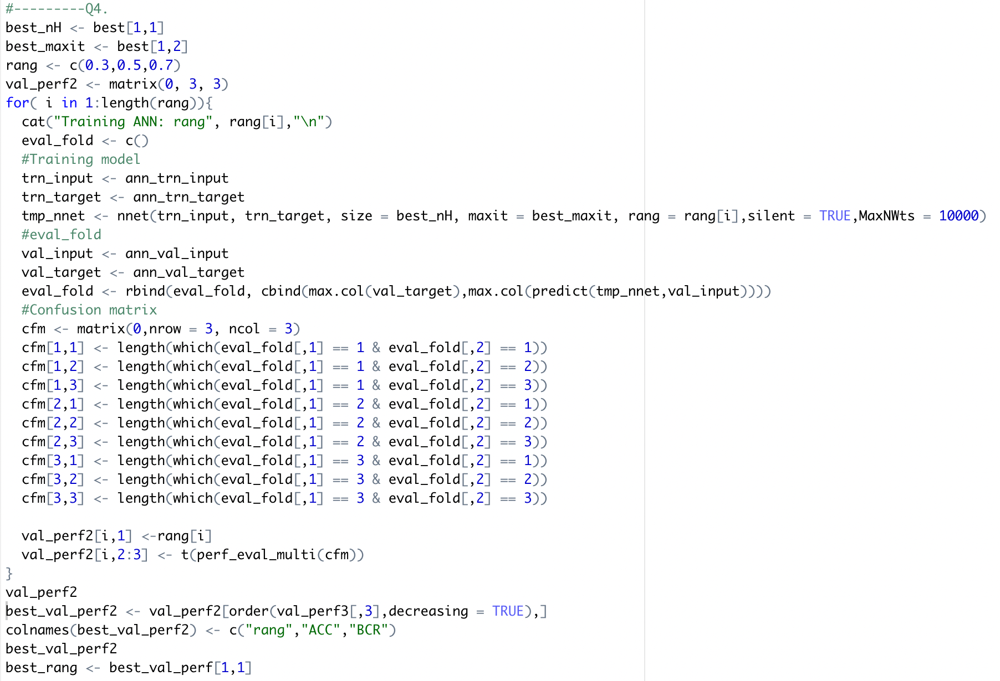 #---------Q4.
best_nH <- best[1,1]
best_maxit <- best[1,2]
rang <- c(0.3,0.5,0.7)
val_perf2 <- matrix(0, 3, 3)
for( i in 1:length(rang)){
  cat("Training ANN: rang", rang[i],"\n")
  eval_fold <- c()
  #Training model
  trn_input <- ann_trn_input
  trn_target <- ann_trn_target
  tmp_nnet <- nnet(trn_input, trn_target, size = best_nH, maxit = best_maxit, rang = rang[i],silent = TRUE,MaxNWts = 10000)
  #eval_fold
  val_input <- ann_val_input
  val_target <- ann_val_target
  eval_fold <- rbind(eval_fold, cbind(max.col(val_target),max.col(predict(tmp_nnet,val_input))))
  #Confusion matrix
  cfm <- matrix(0,nrow = 3, ncol = 3)
  cfm[1,1] <- length(which(eval_fold[,1] == 1 & eval_fold[,2] == 1))
  cfm[1,2] <- length(which(eval_fold[,1] == 1 & eval_fold[,2] == 2))
  cfm[1,3] <- length(which(eval_fold[,1] == 1 & eval_fold[,2] == 3))
  cfm[2,1] <- length(which(eval_fold[,1] == 2 & eval_fold[,2] == 1))
  cfm[2,2] <- length(which(eval_fold[,1] == 2 & eval_fold[,2] == 2))
  cfm[2,3] <- length(which(eval_fold[,1] == 2 & eval_fold[,2] == 3))
  cfm[3,1] <- length(which(eval_fold[,1] == 3 & eval_fold[,2] == 1))
  cfm[3,2] <- length(which(eval_fold[,1] == 3 & eval_fold[,2] == 2))
  cfm[3,3] <- length(which(eval_fold[,1] == 3 & eval_fold[,2] == 3))

  val_perf2[i,1] <-rang[i]
  val_perf2[i,2:3] <- t(perf_eval_multi(cfm))
}
val_perf2
best_val_perf2 <- val_perf2[order(val_perf3[,3],decreasing = TRUE),]
colnames(best_val_perf2) <- c("rang","ACC","BCR")
best_val_perf2
best_rang <- best_val_perf[1,1]